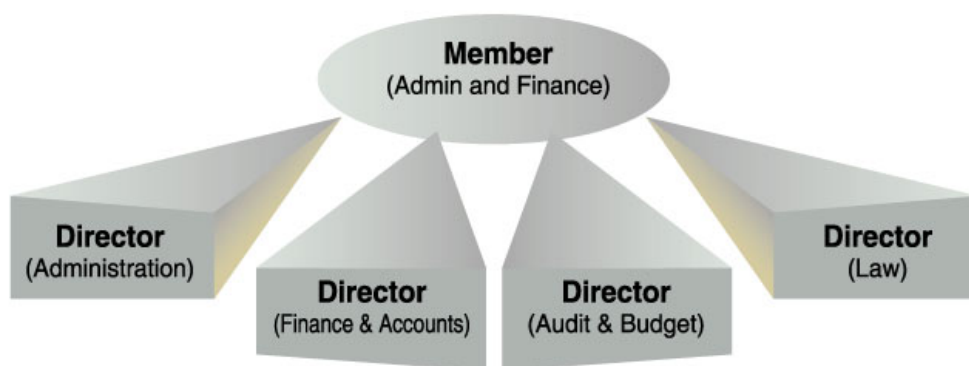 Member
(Admin and Finance)
Director
(Administration)
Director
(Finance & Accounts)
Director
(Audit & Budget)
Director
(Law)